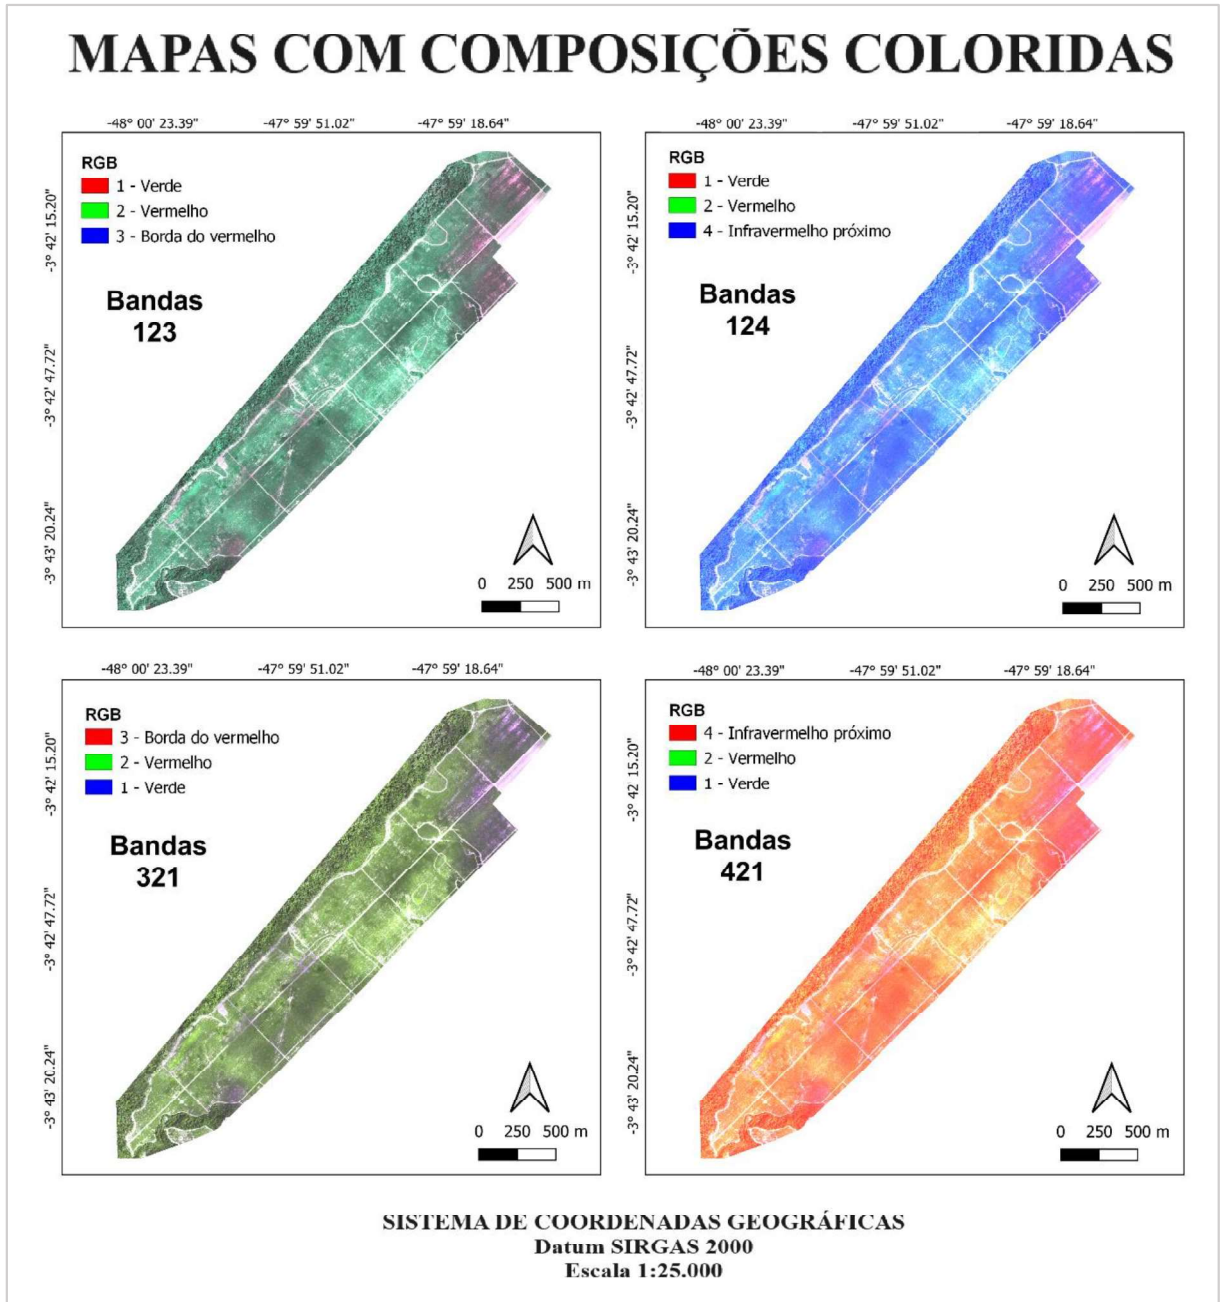 MAPAS COM COMPOSIÇÕES COLORIDAS
-48° 00' 23.39" -47° 59' 51.02" -47° 59' 18.64"
RGB
1 - Verde
2 - Vermelho
3 - Borda do vermelho
Bandas
123
-3° 42' 15.20"
-3° 42' 47.72"
-3° 43' 20.24"
0 250 500 m
-48° 00' 23.39" -47° 59' 51.02" -47° 59' 18.64"
RGB
1 - Verde
2 - Vermelho
4 - Infravermelho próximo
Bandas
124
-3° 42' 15.20"
-3° 42' 47.72"
-3° 43' 20.24"
0 250 500 m
-48° 00' 23.39" -47° 59' 51.02" -47° 59' 18.64"
RGB
3 - Borda do vermelho
2 - Vermelho
1 - Verde
Bandas
321
-3° 42' 15.20"
-3° 42' 47.72"
-3° 43' 20.24"
0 250 500 m
-48° 00' 23.39" -47° 59' 51.02" -47° 59' 18.64"
RGB
4 - Infravermelho próximo
2 - Vermelho
1 - Verde
Bandas
421
-3° 42' 15.20"
-3° 42' 47.72"
-3° 43' 20.24"
0 250 500 m
SISTEMA DE COORDENADAS GEOGRÁFICAS
Datum SIRGAS 2000
Escala 1:25.000